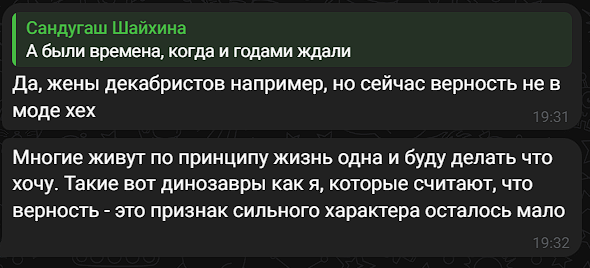 Сандугаш Шайхина
А были времена, когда и годами ждали
Да, жены декабристов например, но сейчас верность не в
моде хех
19:31
Многие живут по принципу жизнь одна и буду делать что
хочу. Такие вот динозавры как я, которые считают, что
верность - это признак сильного характера осталось мало
19:32